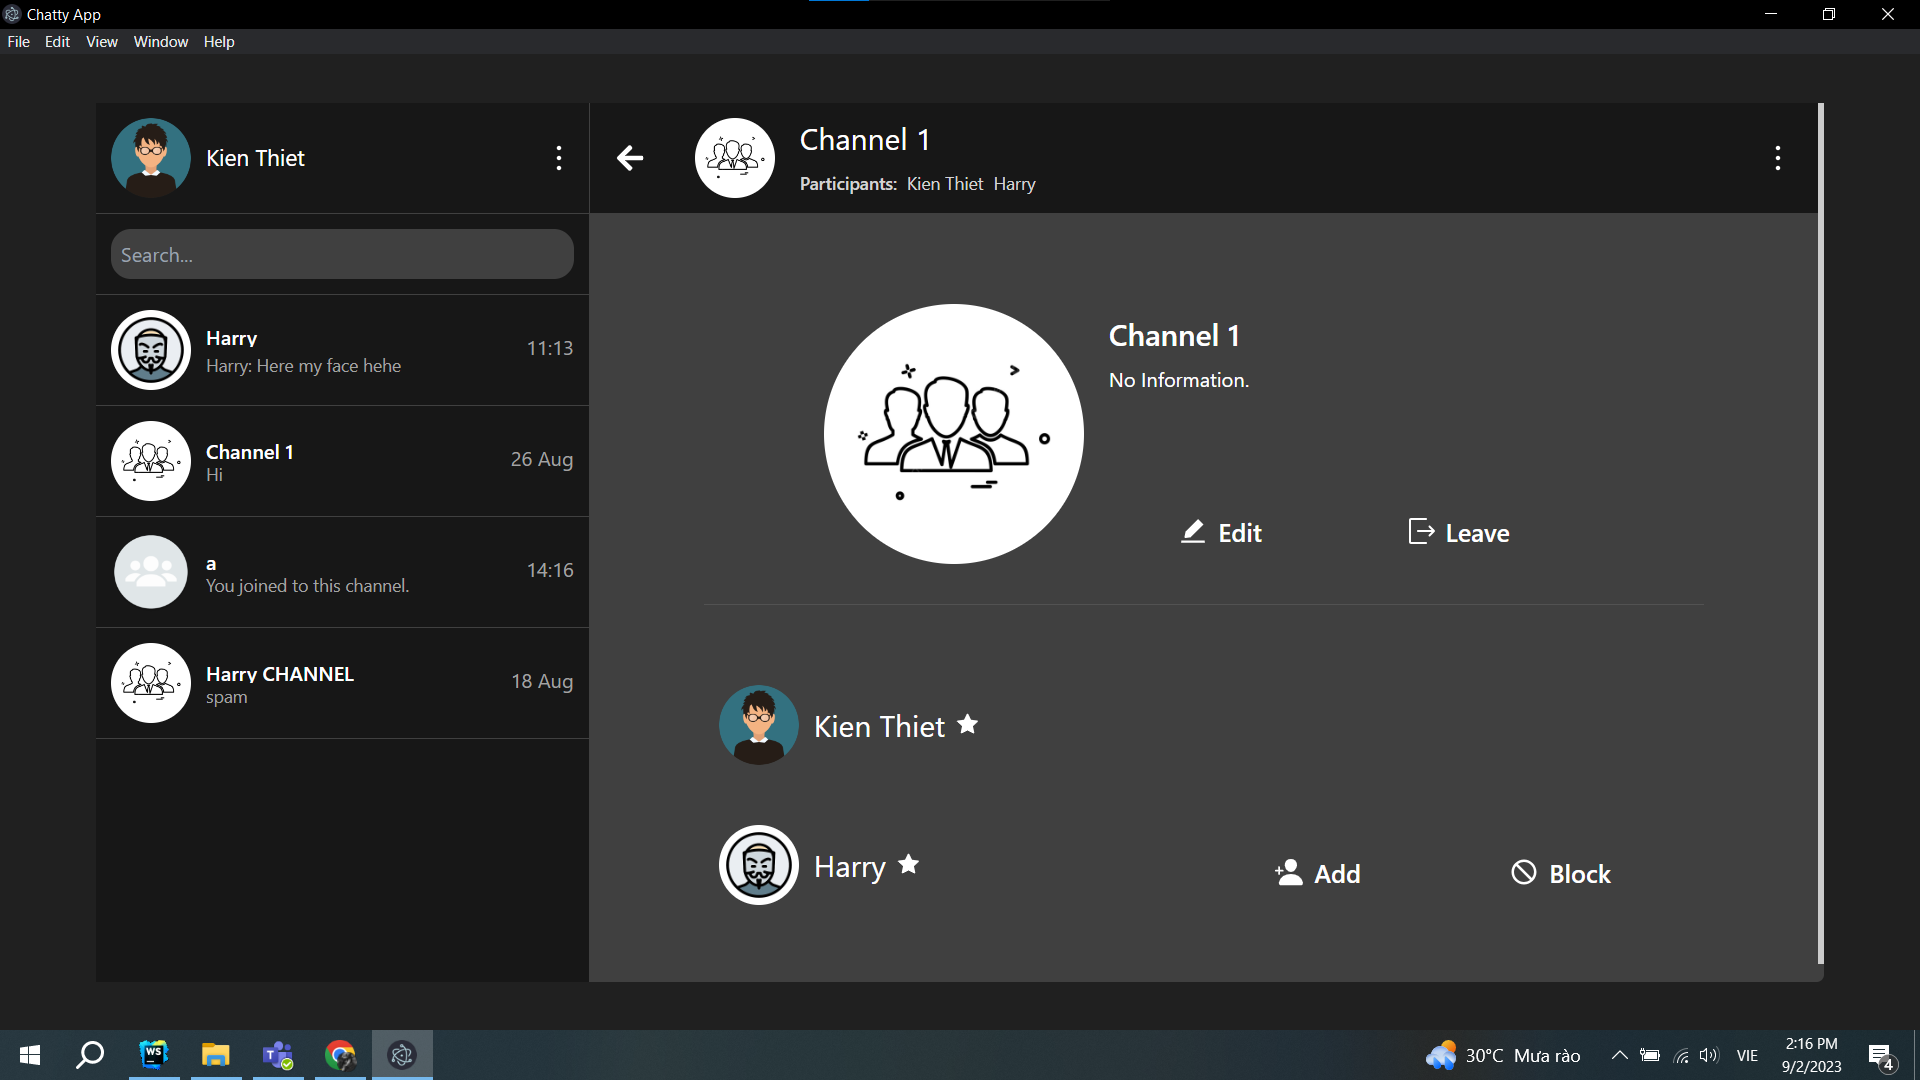 Chatty App
File Edit View Window Help
Kien Thiet
Search...
Harry
Harry: Here my face hehe
11:13
Channel 1
Hi
26 Aug
a
You joined to this channel.
14:16
Harry CHANNEL
spam
18 Aug
Channel 1
Participants: Kien Thiet Harry
Channel 1
No Information.
Edit
Leave
Kien Thiet
Harry
Add
Block
WS
T
30°C Mưa rào
VIE
2:16 PM
9/2/2023
4